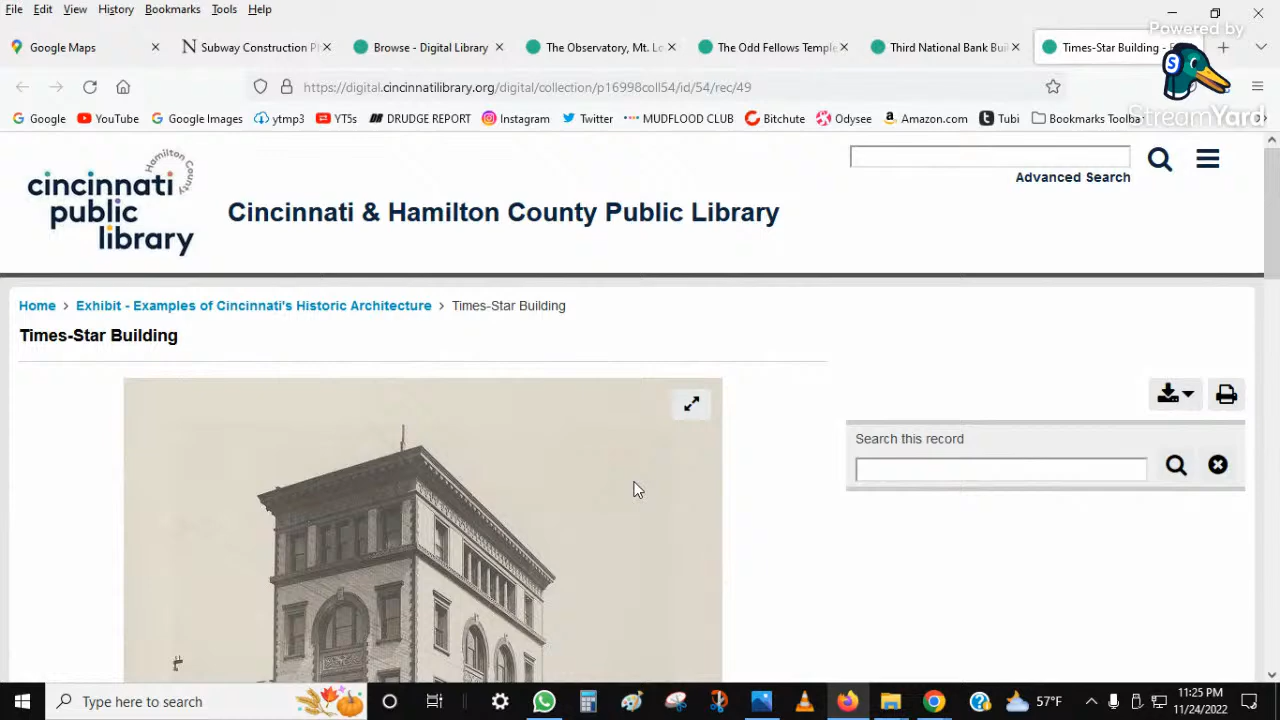 File Edit View History Bookmarks Tools Help
Powered by
Google Maps
Subway Construction P
Browse - Digital Library
The Observatory, Mt. Lo
The Odd Fellows Temple
Third National Bank Bui
Times-Star Building -
https://digital.cincinnatilibrary.org/digital/collection/p16998coll54/id/54/rec/49
StreamYard
Google YouTube Google Images ytmp3 YT5s DRUDGE REPORT Instagram Twitter MUDFLOOD CLUB Bitchute Odysee Amazon.com Tubi Bookmarks Toolba
Hamilton County
cincinnati
public
library
Cincinnati & Hamilton County Public Library
Advanced Search
Home > Exhibit - Examples of Cincinnati's Historic Architecture > Times-Star Building
Times-Star Building
Search this record
Type here to search
57°F
11:25 PM
11/24/2022